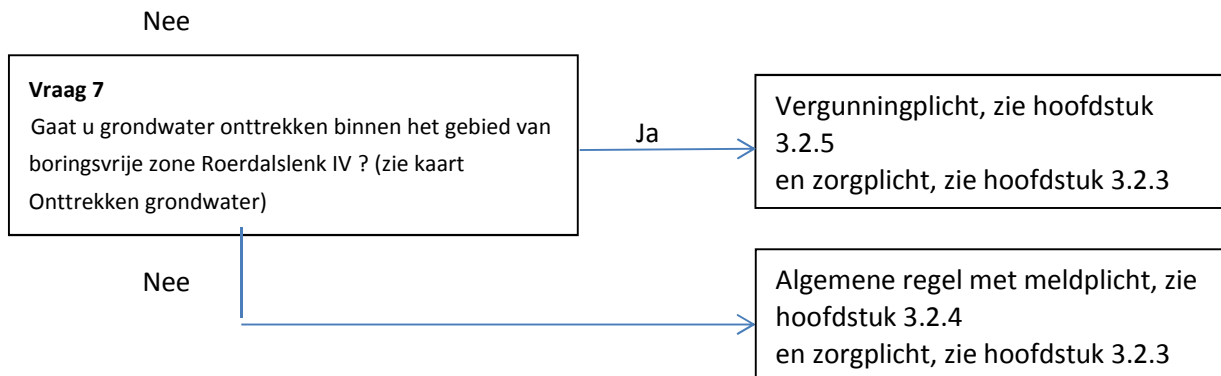 Nee
Vraag 7
Gaat u grondwater onttrekken binnen het gebied van
boringsvrije zone Roerdalslenk IV ? (zie kaart
Onttrekken grondwater)
Ja
Vergunningplicht, zie hoofdstuk
3.2.5
en zorgplicht, zie hoofdstuk 3.2.3
Nee
Algemene regel met meldplicht, zie
hoofdstuk 3.2.4
en zorgplicht, zie hoofdstuk 3.2.3